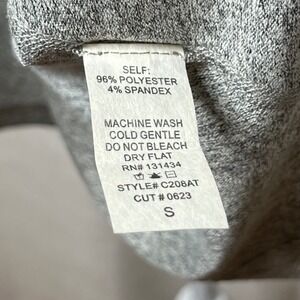 SELF:
96% POLYESTER
4% SPANDEX
MACHINE WASH
COLD GENTLE
DO NOT BLEACH
DRY FLAT
RN# 131434
STYLE# C208AT
CUT # 0623
S